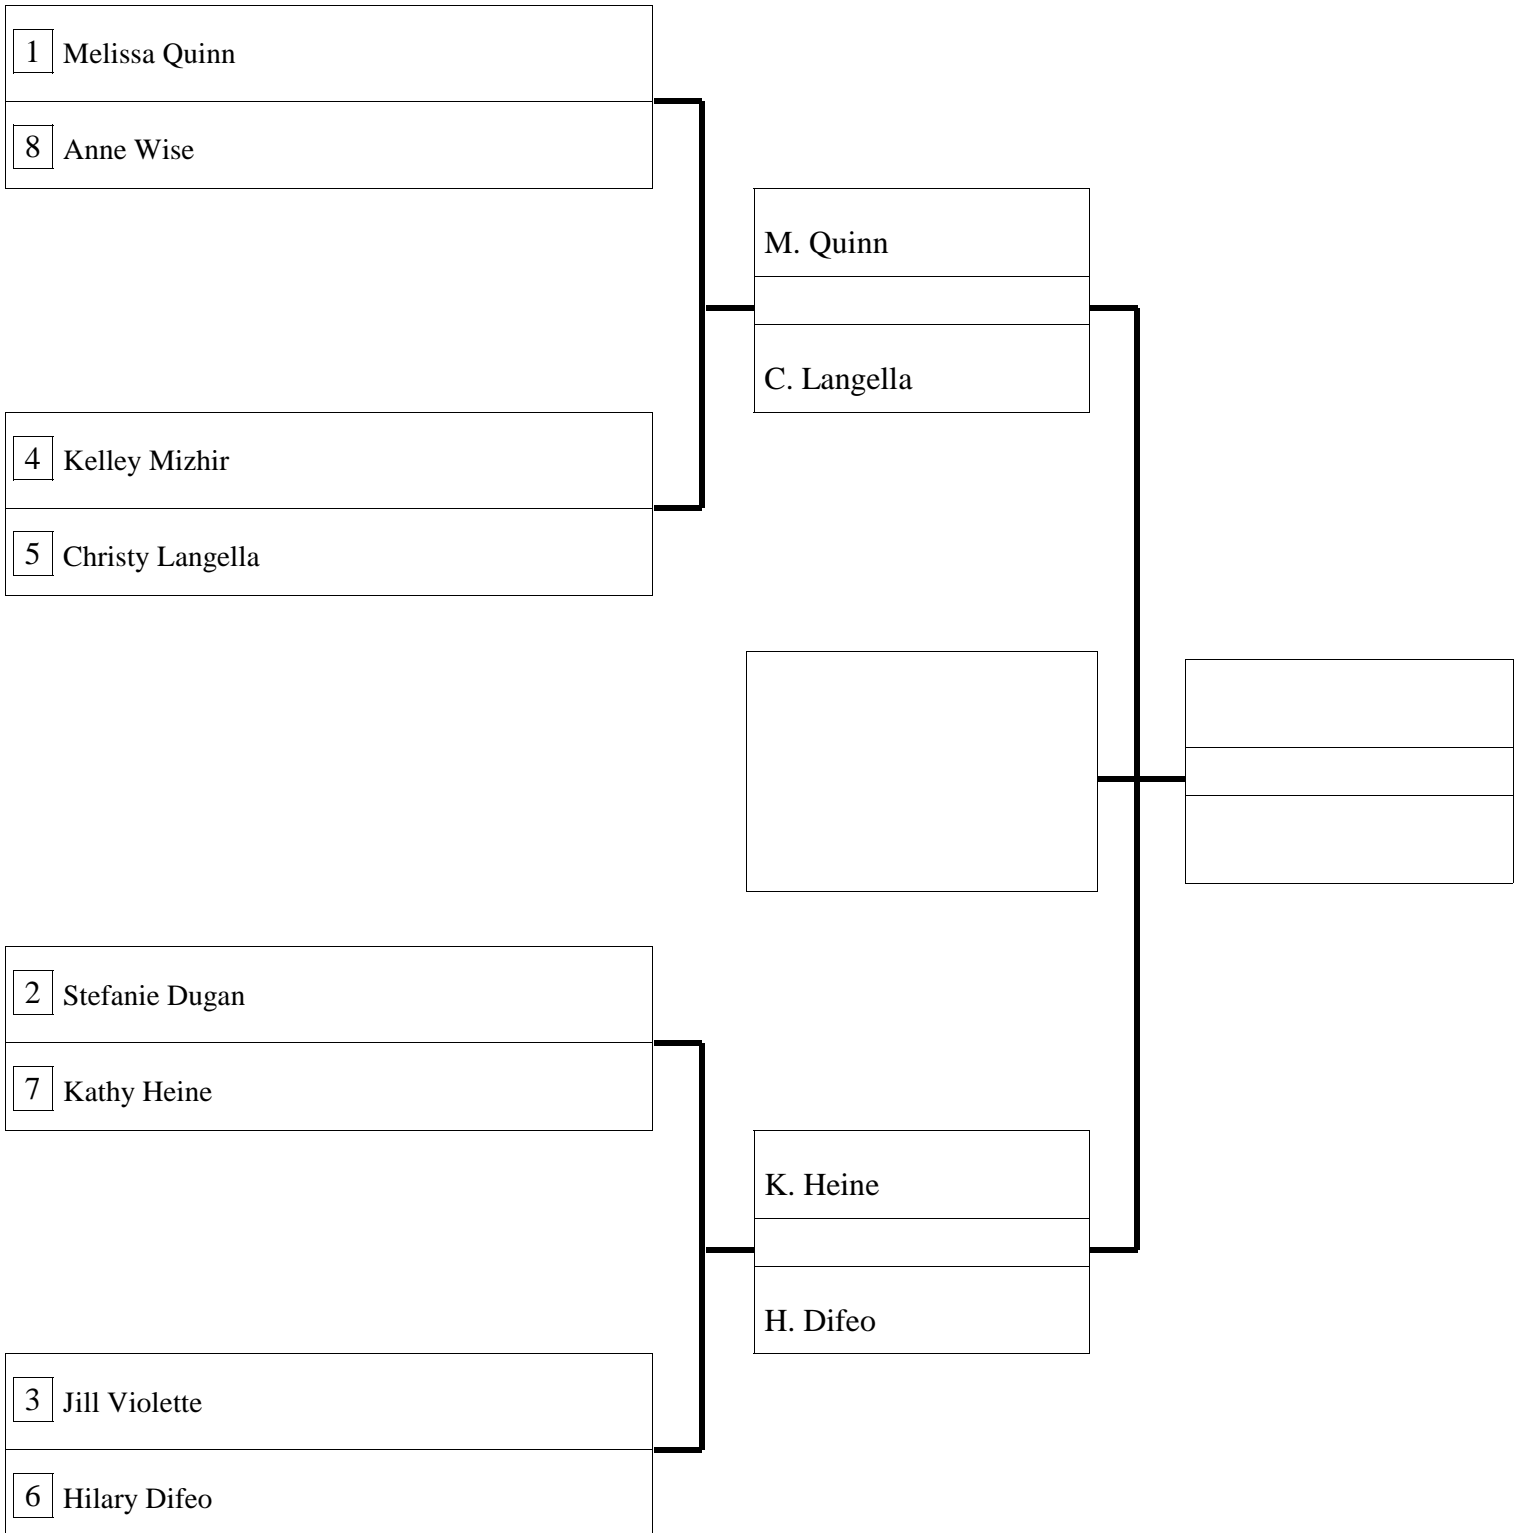 1 Melissa Quinn
8 Anne Wise
M. Quinn
C. Langella
4 Kelley Mizhir
5 Christy Langella
2 Stefanie Dugan
7 Kathy Heine
K. Heine
H. Difeo
3 Jill Violette
6 Hilary Difeo